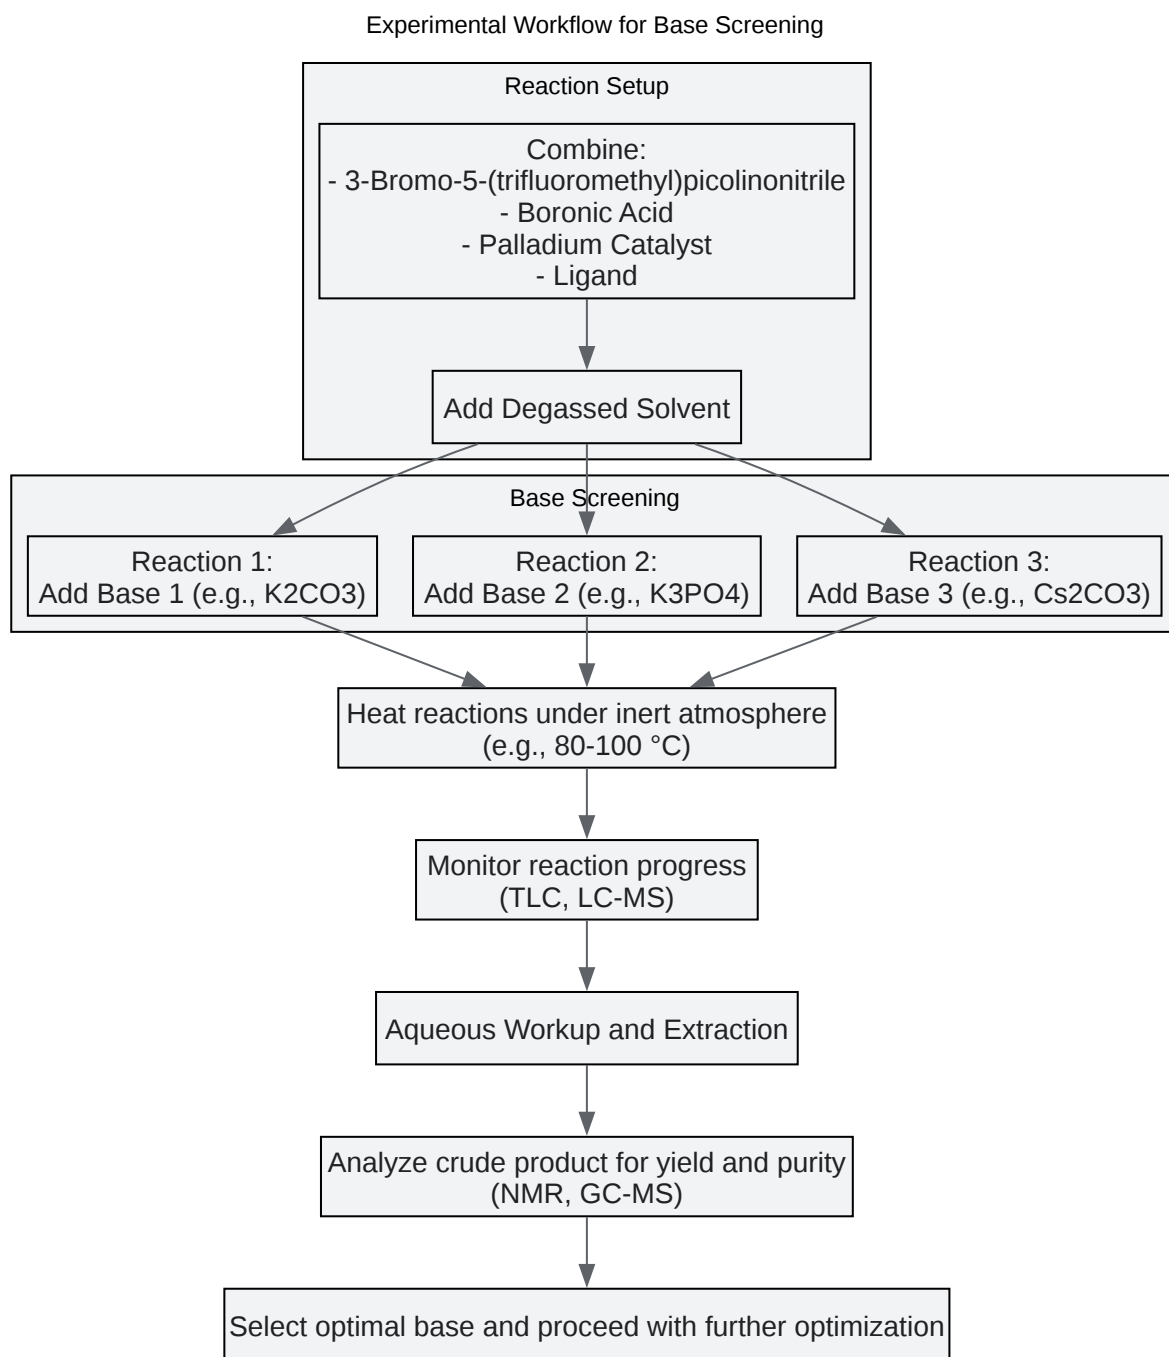 Experimental Workflow for Base Screening
Reaction Setup
Combine:
- 3-Bromo-5-(trifluoromethyl)picolinonitrile
- Boronic Acid
- Palladium Catalyst
- Ligand
Add Degassed Solvent
Base Screening
Reaction 1:
Add Base 1 (e.g., K2CO3)
Reaction 2:
Add Base 2 (e.g., K3PO4)
Reaction 3:
Add Base 3 (e.g., Cs2CO3)
Heat reactions under inert atmosphere
(e.g., 80-100 °C)
Monitor reaction progress
(TLC, LC-MS)
Aqueous Workup and Extraction
Analyze crude product for yield and purity
(NMR, GC-MS)
Select optimal base and proceed with further optimization